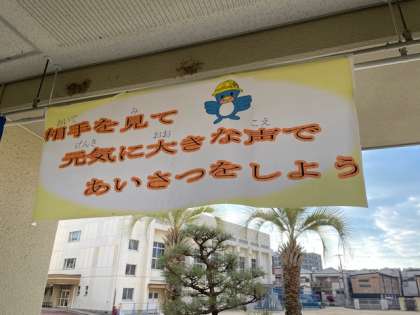 相手を見て
元気に大きな声で
あいさつをしよう